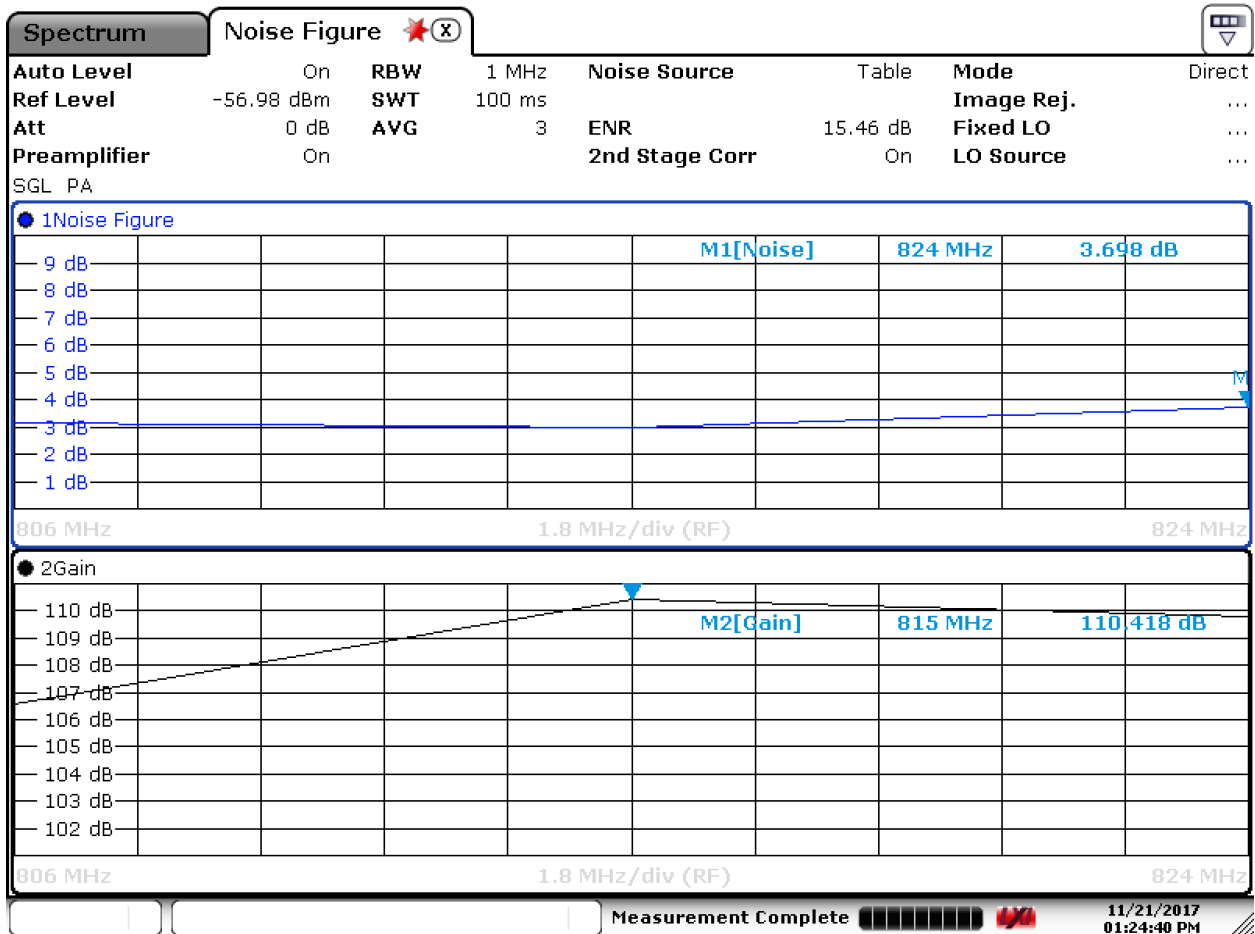 Spectrum Noise Figure X
Auto Level On RBW 1 MHz Noise Source Table Mode Direct
Ref Level -56.98 dBm SWT 100 ms Image Rej. ...
Att 0 dB AVG 3 ENR 15.46 dB Fixed LO ...
Preamplifier On 2nd Stage Corr On LO Source ...
SGL PA
1Noise Figure
M1[Noise] 824 MHz 3.698 dB
9 dB
8 dB
7 dB
6 dB
5 dB
M
4 dB
3 dB
2 dB
1 dB
806 MHz 1.8 MHz/div (RF) 824 MHz
2Gain
110 dB
M2[Gain] 815 MHz 110.418 dB
109 dB
108 dB
107 dB
106 dB
105 dB
104 dB
103 dB
102 dB
806 MHz 1.8 MHz/div (RF) 824 MHz
Measurement Complete LXI 11/21/2017
01:24:40 PM